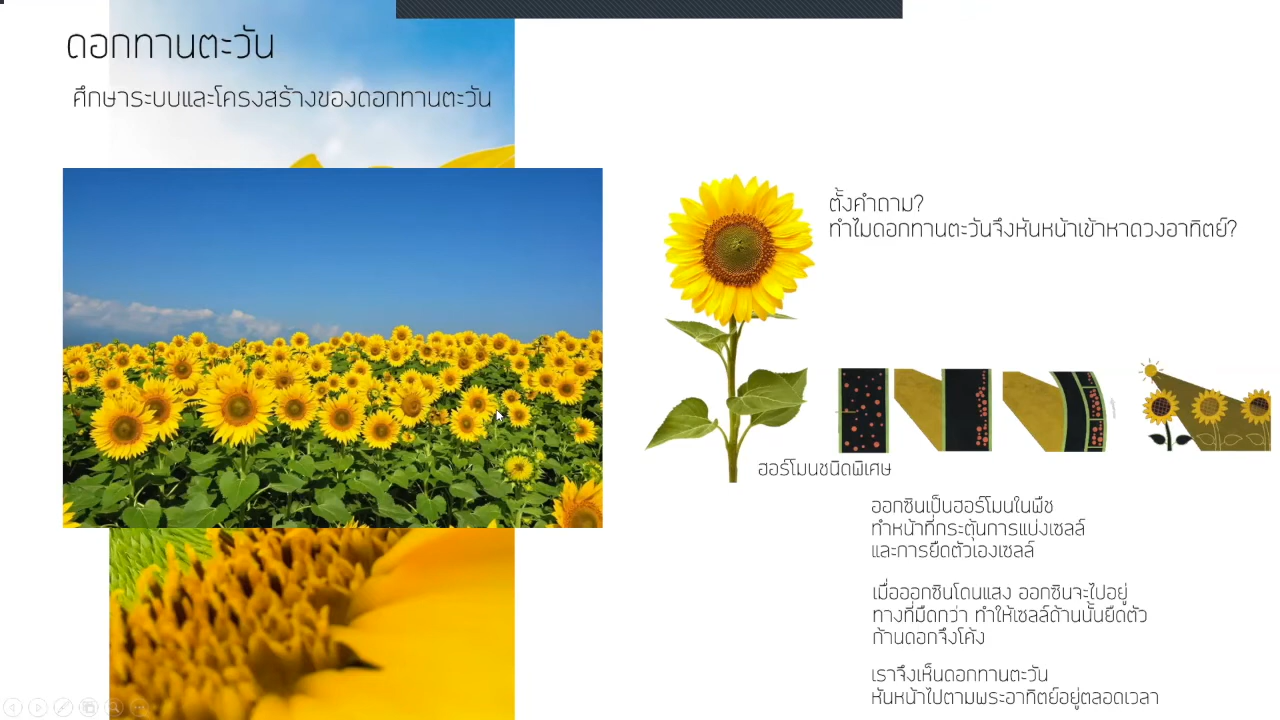 ดอกทานตะวัน
ศึกษาระบบและโครงสร้างของดอกทานตะวัน
ตั้งคำถาม?
ทำไมดอกทานตะวันจึงหันหน้าเข้าหาดวงอาทิตย์?
ฮอร์โมนชนิดพิเศษ
ออกซินเป็นฮอร์โมนในพืช
ทำหน้าที่กระตุ้นการแบ่งเซลล์
และการยืดตัวเองเซลล์
เมื่อออกซินโดนแสง ออกซินจะไปอยู่
ทางที่มืดกว่า ทำให้เซลล์ด้านนั้นยืดตัว
ก้านดอกจึงโค้ง
เราจึงเห็นดอกทานตะวัน
หันหน้าไปตามพระอาทิตย์อยู่ตลอดเวลา